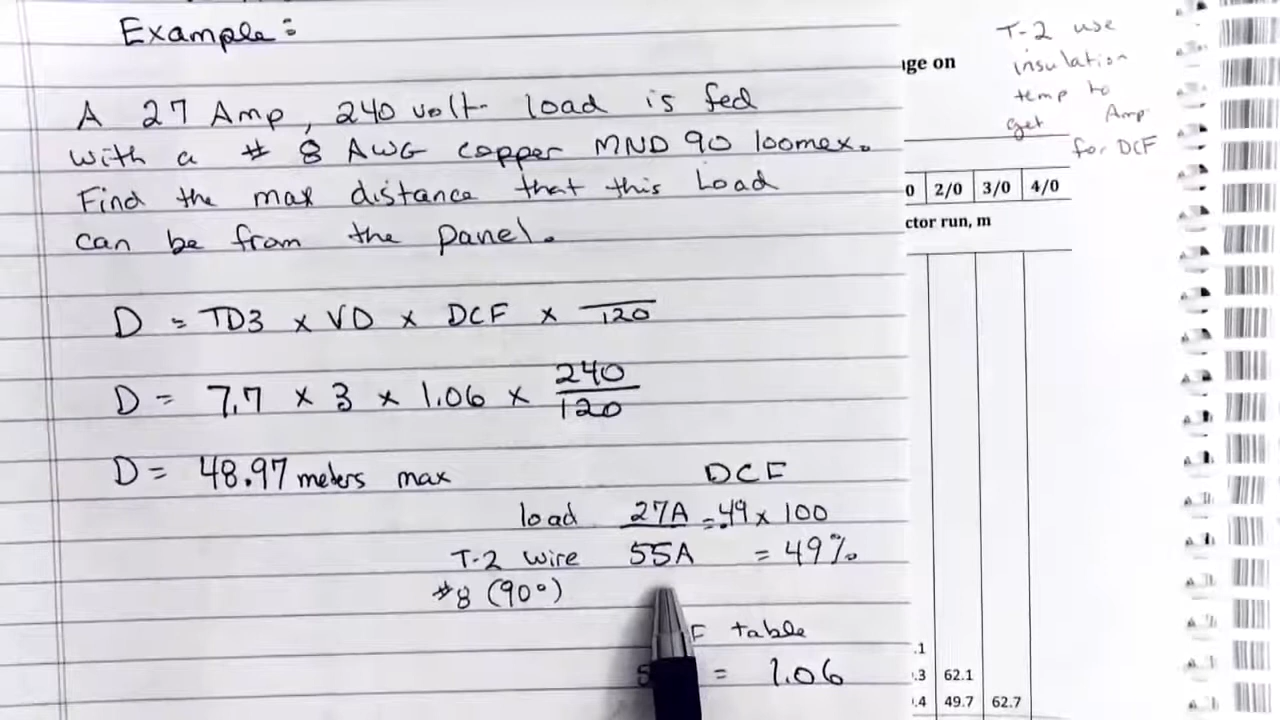 Example:
A 27 Amp, 240 volt load is fed
with a # 8 AWG copper MND 90 loomex.
Find the max distance that this Load
can be from the panel.
D = TD3 x VD x DCF x /120
D = 7.7 x 3 x 1.06 x 240/120
D = 48.97 meters max
DCF
load 27A = .49 x 100
T-2 wire 55A = 49%
#8 (90°)
table
= 1.06
T-2 use
insulation
temp to
get Amp
for DCF
ge on
0 2/0 3/0 4/0
ctor run, m
.1
.3 62.1
.4 49.7 62.7